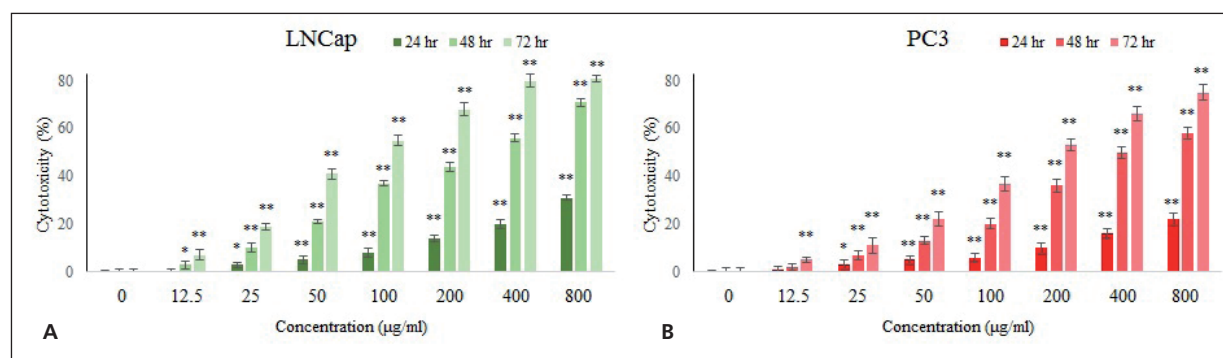 LNCap
24 hr 48 hr 72 hr
Cytotoxicity (%)
80
60
40
20
0
* ** * ** ** ** ** ** ** ** ** ** ** ** ** ** ** ** ** **
0 12.5 25 50 100 200 400 800
Concentration (µg/ml)
A
PC3
24 hr 48 hr 72 hr
Cytotoxicity (%)
80
60
40
20
0
** * ** ** ** ** ** ** ** ** ** ** ** ** ** ** ** ** **
0 12.5 25 50 100 200 400 800
Concentration (µg/ml)
B